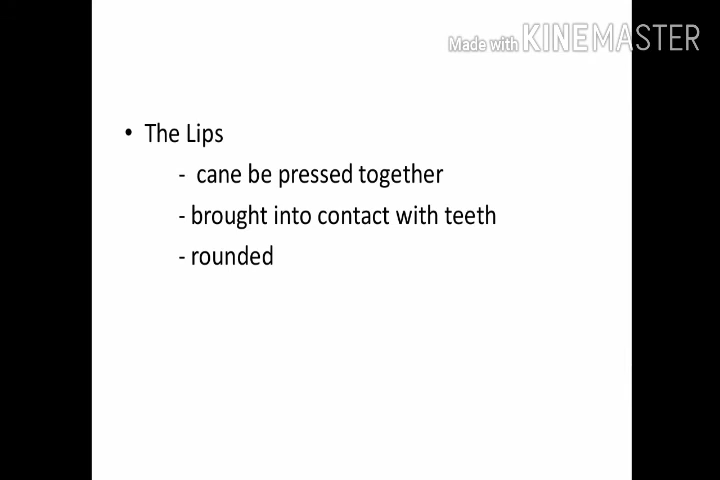 Made with KINEMASTER
• The Lips
- cane be pressed together
- brought into contact with teeth
- rounded